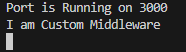 Port is Running on 3000
I am Custom Middleware